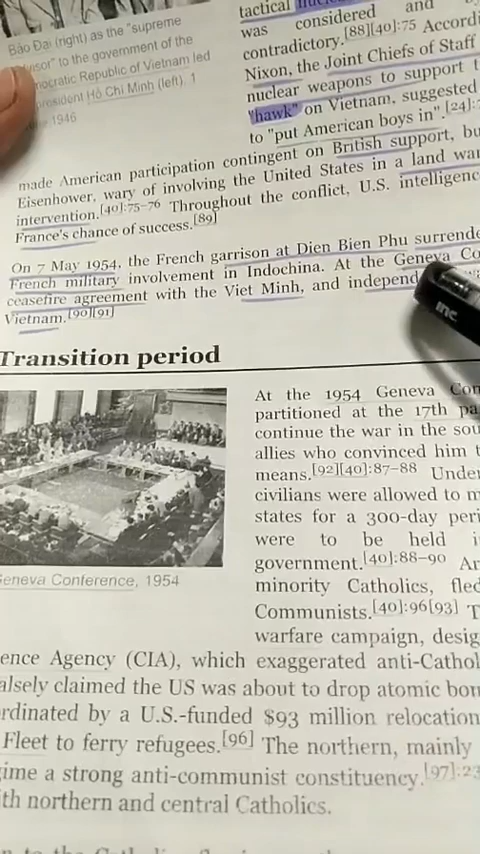 Bảo Đại (right) as the "supreme
to the government of the
Democratic Republic of Vietnam led
president Hồ Chí Minh (left), 1
1946
tactical
was considered and
contradictory.[88][40]:75 Accordi
Nixon, the Joint Chiefs of Staff
nuclear weapons to support t
"hawk" on Vietnam, suggested
to "put American boys in".[24]:
made American participation contingent on British support, bu
Eisenhower, wary of involving the United States in a land war
intervention.[40]:75–76 Throughout the conflict, U.S. intelligenc
France's chance of success.[89]
On 7 May 1954, the French garrison at Dien Bien Phu surrende
French military involvement in Indochina. At the Geneva Co
ceasefire agreement with the Viet Minh, and independ
Vietnam.[90][91]
Transition period
At the 1954 Geneva Con
partitioned at the 17th pa
continue the war in the sou
allies who convinced him t
means.[92][40]:87–88 Under
civilians were allowed to m
states for a 300-day peri
were to be held i
government.[40]:88–90 Ar
minority Catholics, fled
Communists.[40]:96[93] T
warfare campaign, desig
Geneva Conference, 1954
ence Agency (CIA), which exaggerated anti-Cathol
alsely claimed the US was about to drop atomic bon
rdinated by a U.S.-funded $93 million relocation
Fleet to ferry refugees.[96] The northern, mainly
ime a strong anti-communist constituency.[97]:23
ith northern and central Catholics.
inc.